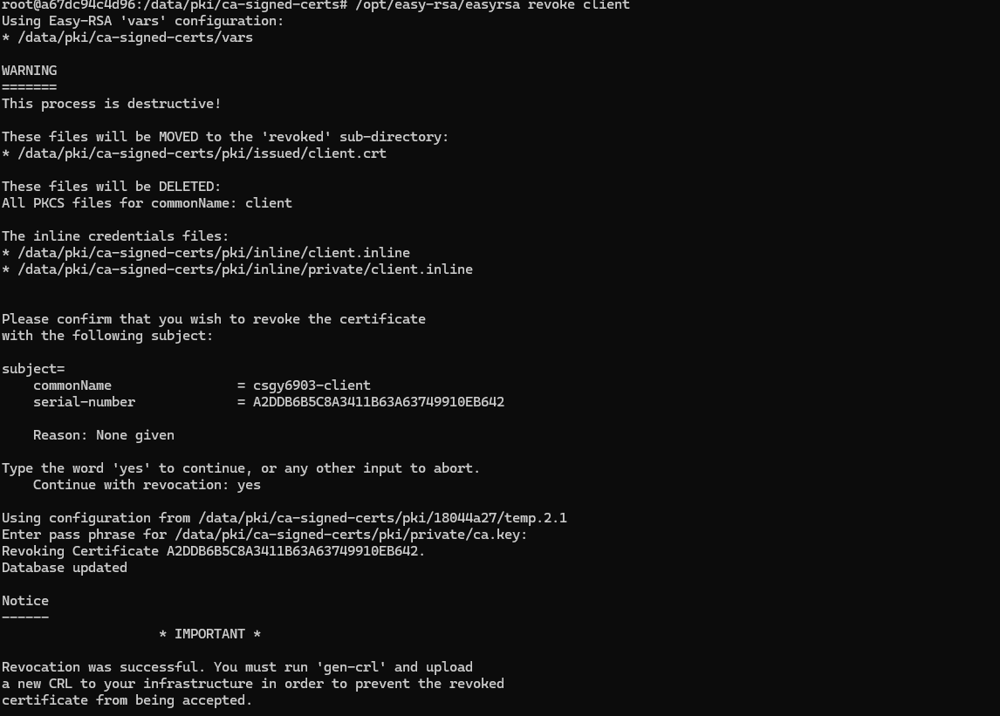 root@a67dc94c4d96:/data/pki/ca-signed-certs# /opt/easy-rsa/easyrsa revoke client
Using Easy-RSA 'vars' configuration:
* /data/pki/ca-signed-certs/vars
WARNING
=======
This process is destructive!
These files will be MOVED to the 'revoked' sub-directory:
* /data/pki/ca-signed-certs/pki/issued/client.crt
These files will be DELETED:
All PKCS files for commonName: client
The inline credentials files:
* /data/pki/ca-signed-certs/pki/inline/client.inline
* /data/pki/ca-signed-certs/pki/inline/private/client.inline
Please confirm that you wish to revoke the certificate
with the following subject:
subject=
    commonName                = csgy6903-client
    serial-number             = A2DDB6B5C8A3411B63A63749910EB642
    Reason: None given
Type the word 'yes' to continue, or any other input to abort.
    Continue with revocation: yes
Using configuration from /data/pki/ca-signed-certs/pki/18044a27/temp.2.1
Enter pass phrase for /data/pki/ca-signed-certs/pki/private/ca.key:
Revoking Certificate A2DDB6B5C8A3411B63A63749910EB642.
Database updated
Notice
------
                    * IMPORTANT *
Revocation was successful. You must run 'gen-crl' and upload
a new CRL to your infrastructure in order to prevent the revoked
certificate from being accepted.